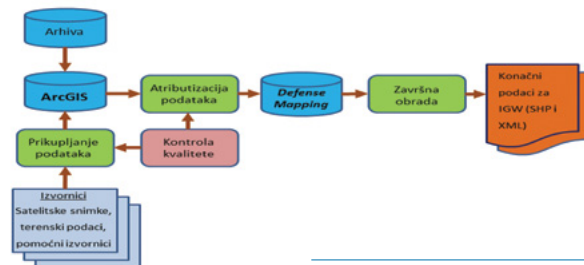 Arhiva
ArcGIS
Atributizacija
podataka
Defense
Mapping
Završna
obrada
Konačni
podaci za
IGW (SHP i
XML)
Prikupljanje
podataka
Kontrola
kvalitete
Izvornici
Satelitske snimke,
terenski podaci,
pomoćni izvornici